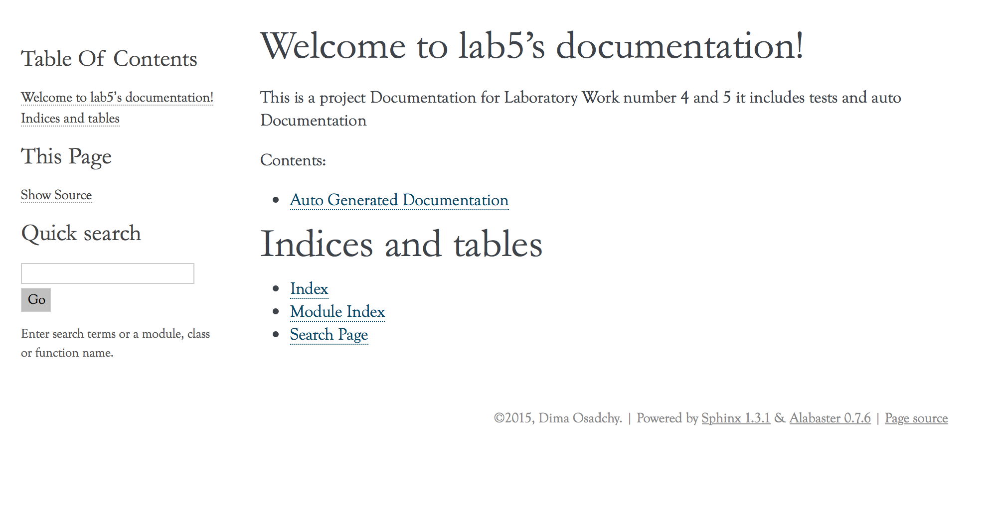 Table Of Contents
Welcome to lab5’s documentation!
Indices and tables
This Page
Show Source
Quick search
Go
Enter search terms or a module, class
or function name.
Welcome to lab5’s documentation!
This is a project Documentation for Laboratory Work number 4 and 5 it includes tests and auto
Documentation
Contents:
• Auto Generated Documentation
Indices and tables
• Index
• Module Index
• Search Page
©2015, Dima Osadchy. | Powered by Sphinx 1.3.1 & Alabaster 0.7.6 | Page source